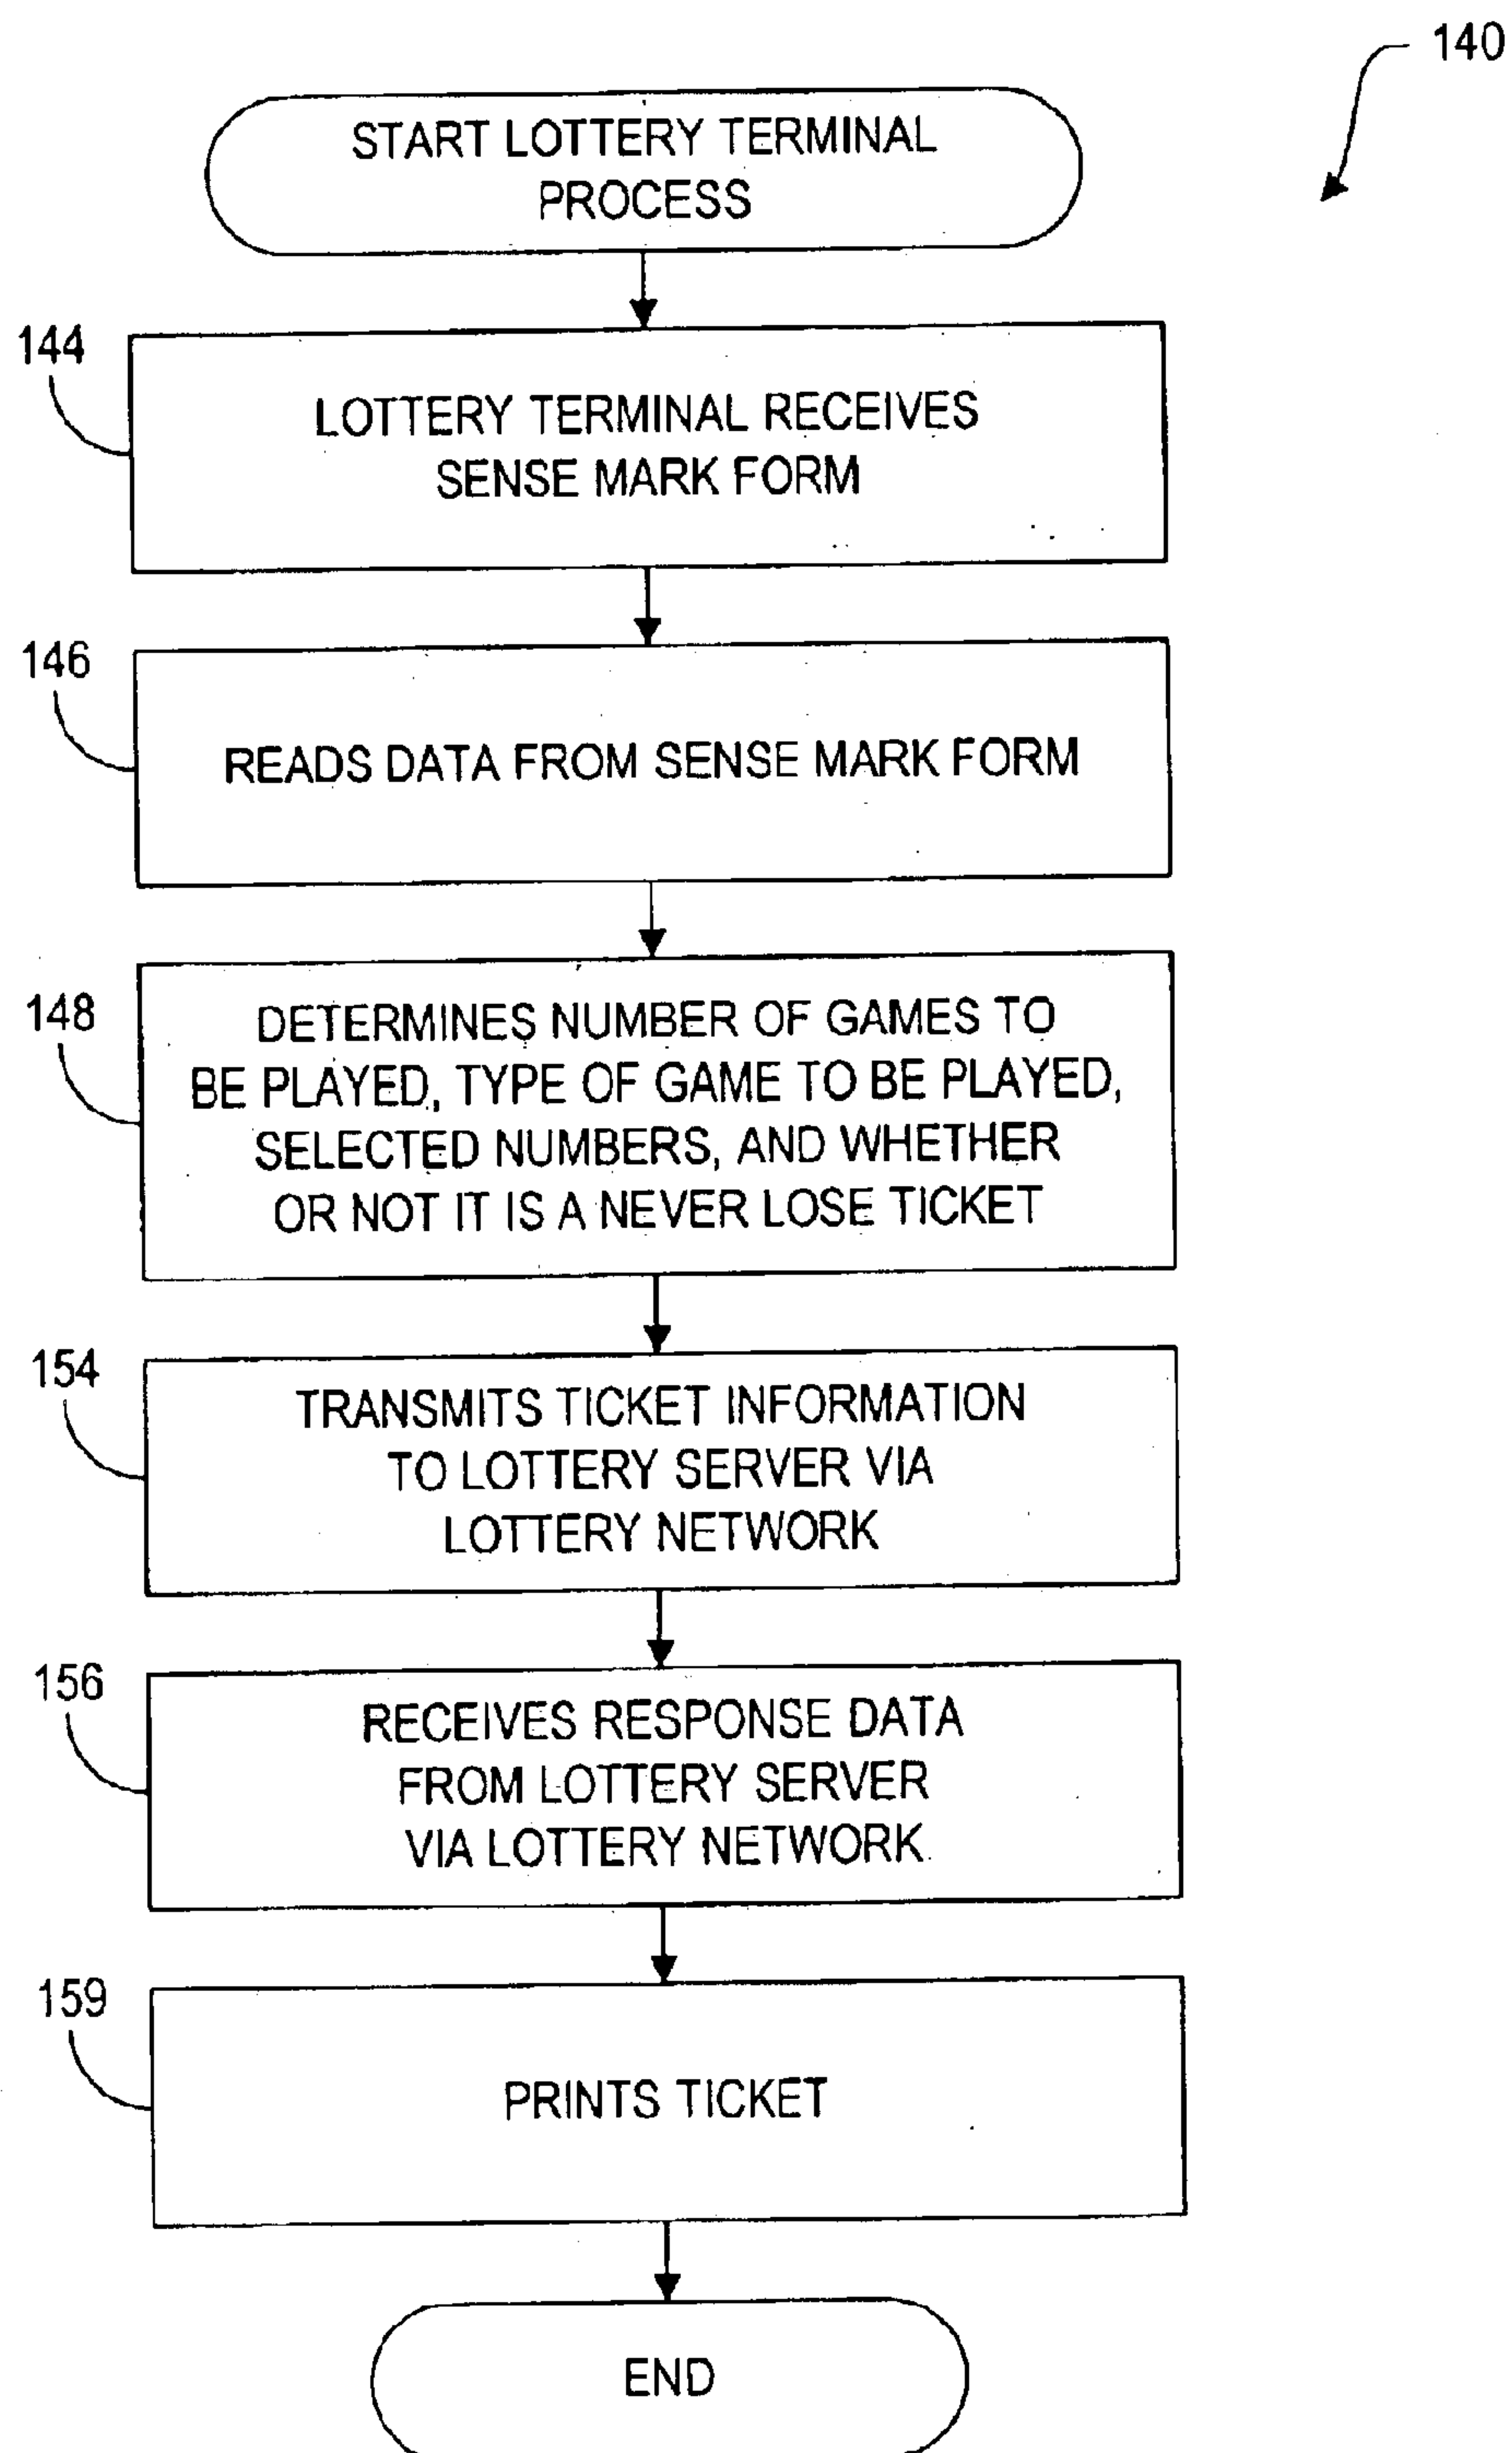 140
START LOTTERY TERMINAL
PROCESS
144
LOTTERY TERMINAL RECEIVES
SENSE MARK FORM
146
READS DATA FROM SENSE MARK FORM
148
DETERMINES NUMBER OF GAMES TO
BE PLAYED, TYPE OF GAME TO BE PLAYED,
SELECTED NUMBERS, AND WHETHER
OR NOT IT IS A NEVER LOSE TICKET
154
TRANSMITS TICKET INFORMATION
TO LOTTERY SERVER VIA
LOTTERY NETWORK
156
RECEIVES RESPONSE DATA
FROM LOTTERY SERVER
VIA LOTTERY NETWORK
159
PRINTS TICKET
END